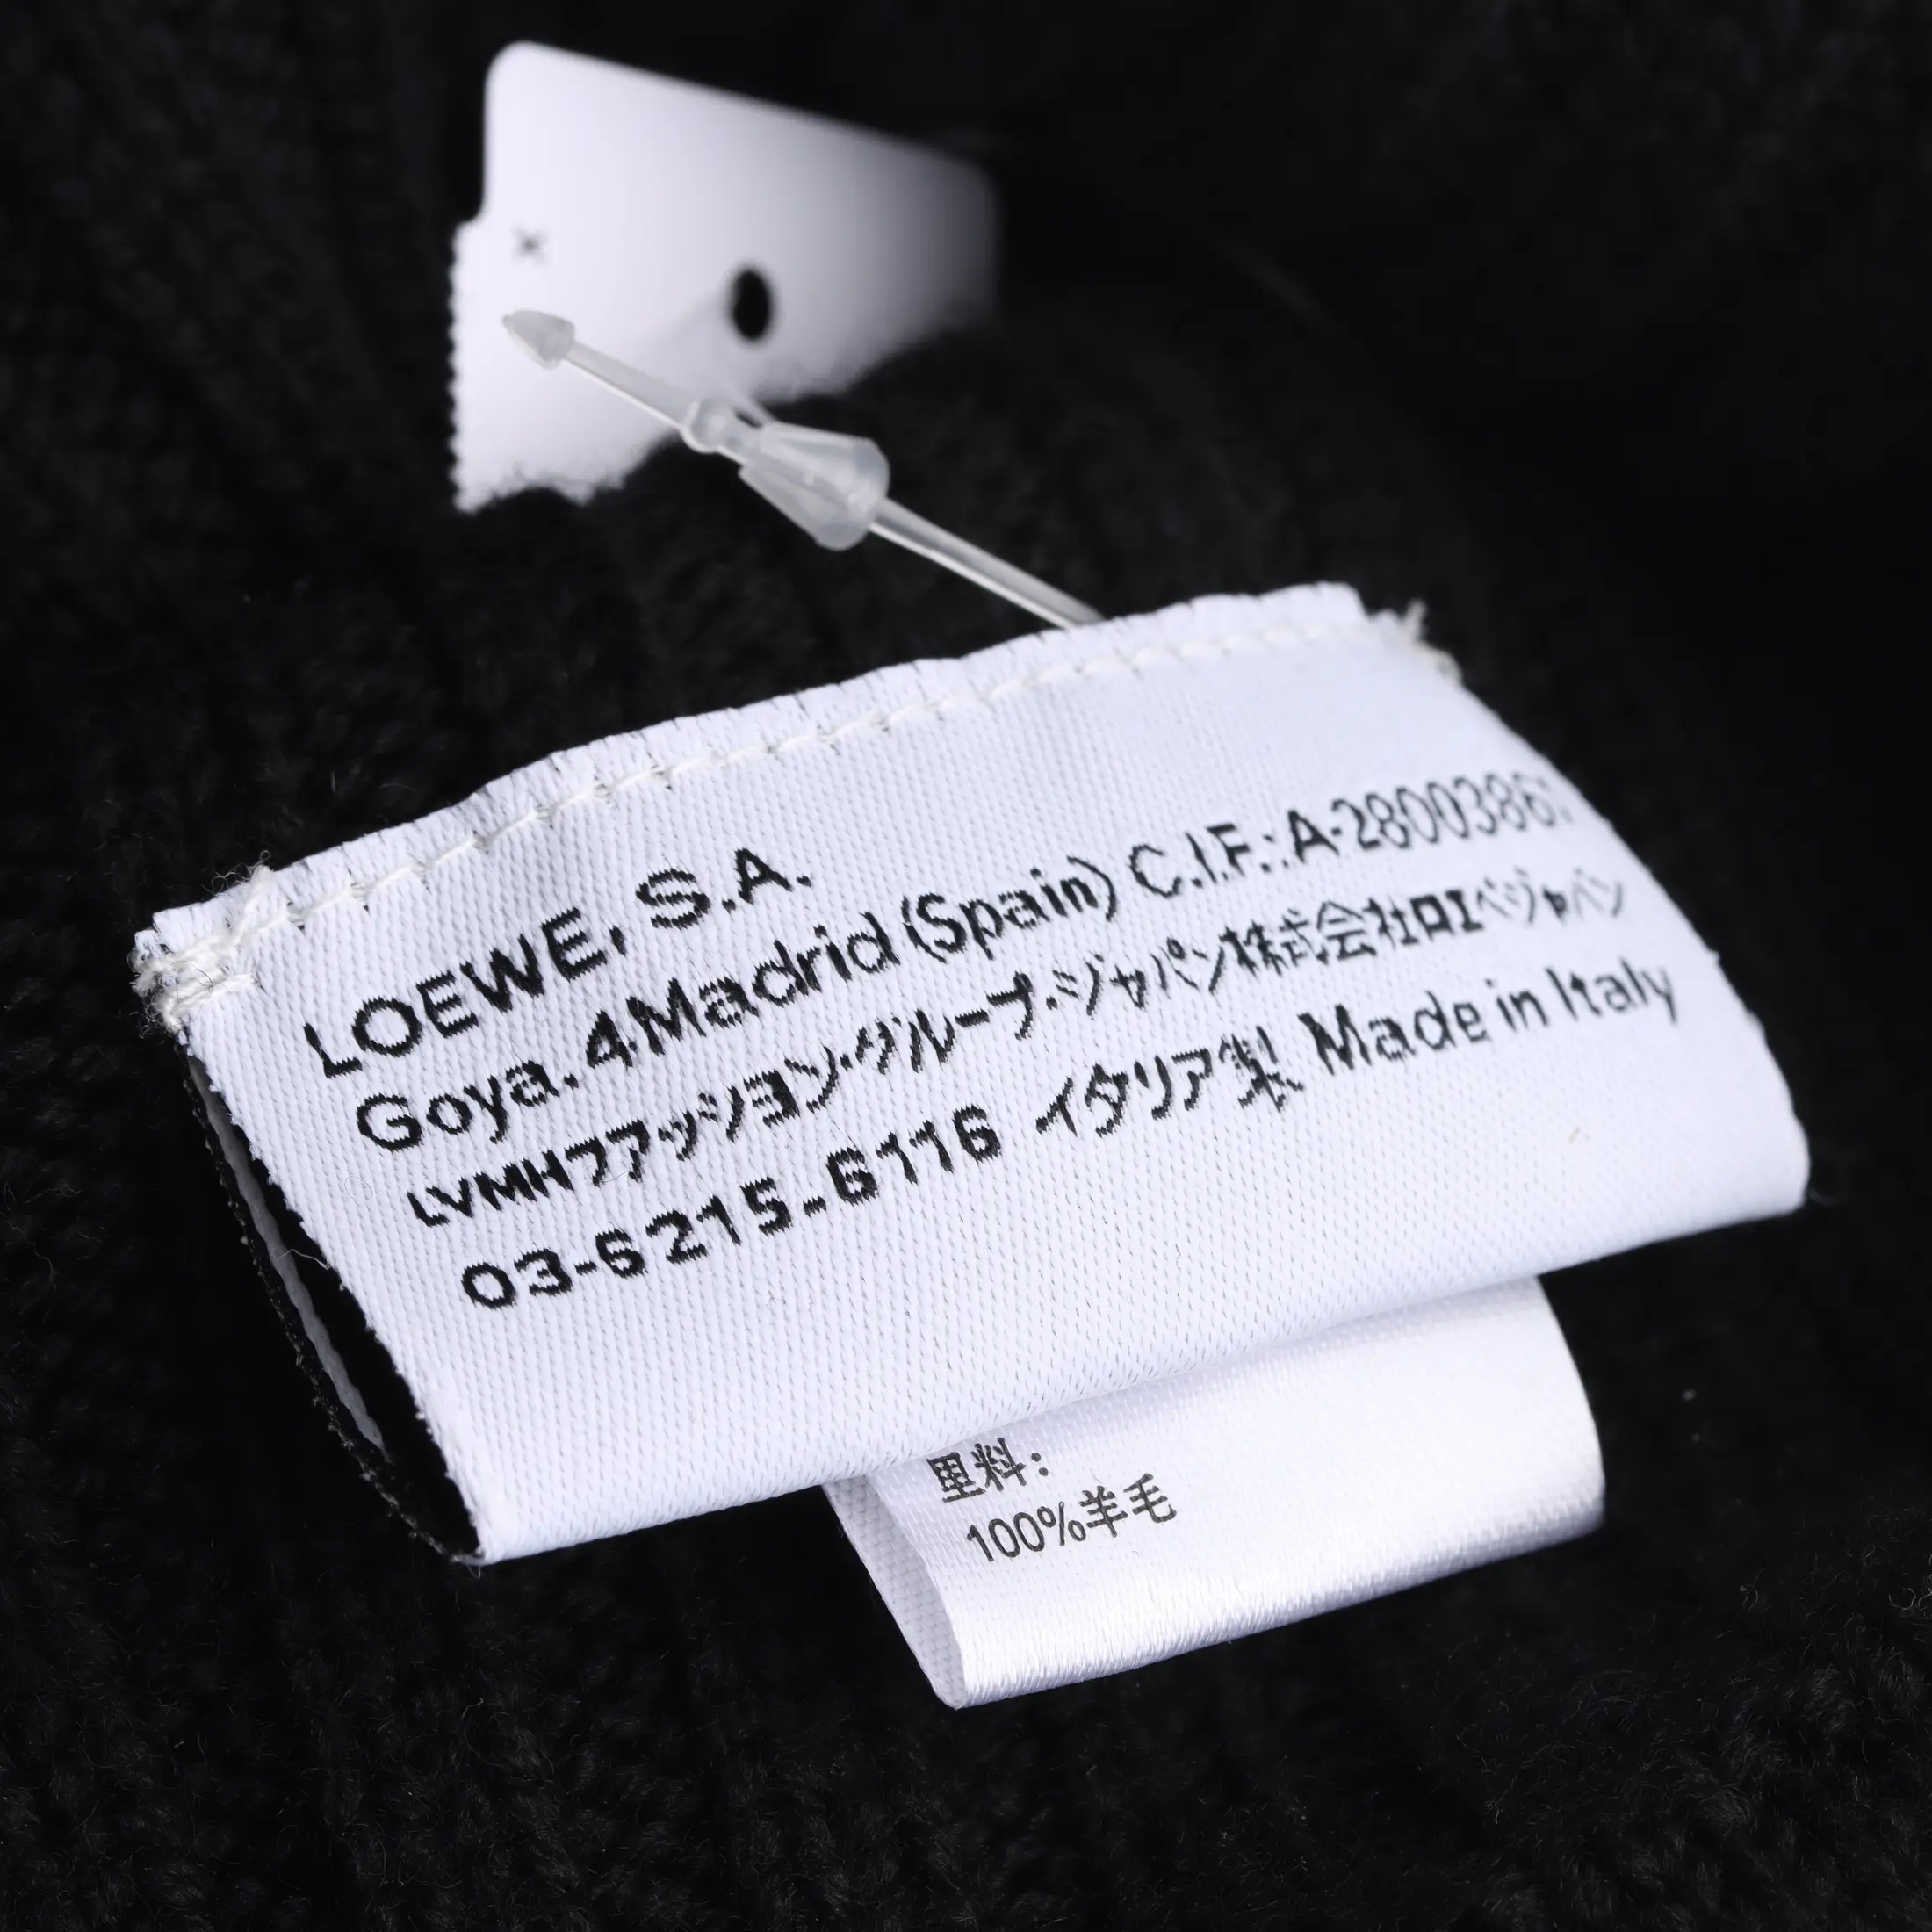 LOEWE, S.A.
Goya. 4 Madrid (Spain) C.I.F.: A-28003861
LVMHファッション・グループ・ジャパン株式会社ロエベジャパン
03-6215-6116 イタリア製 Made in Italy
里料:
100%羊毛